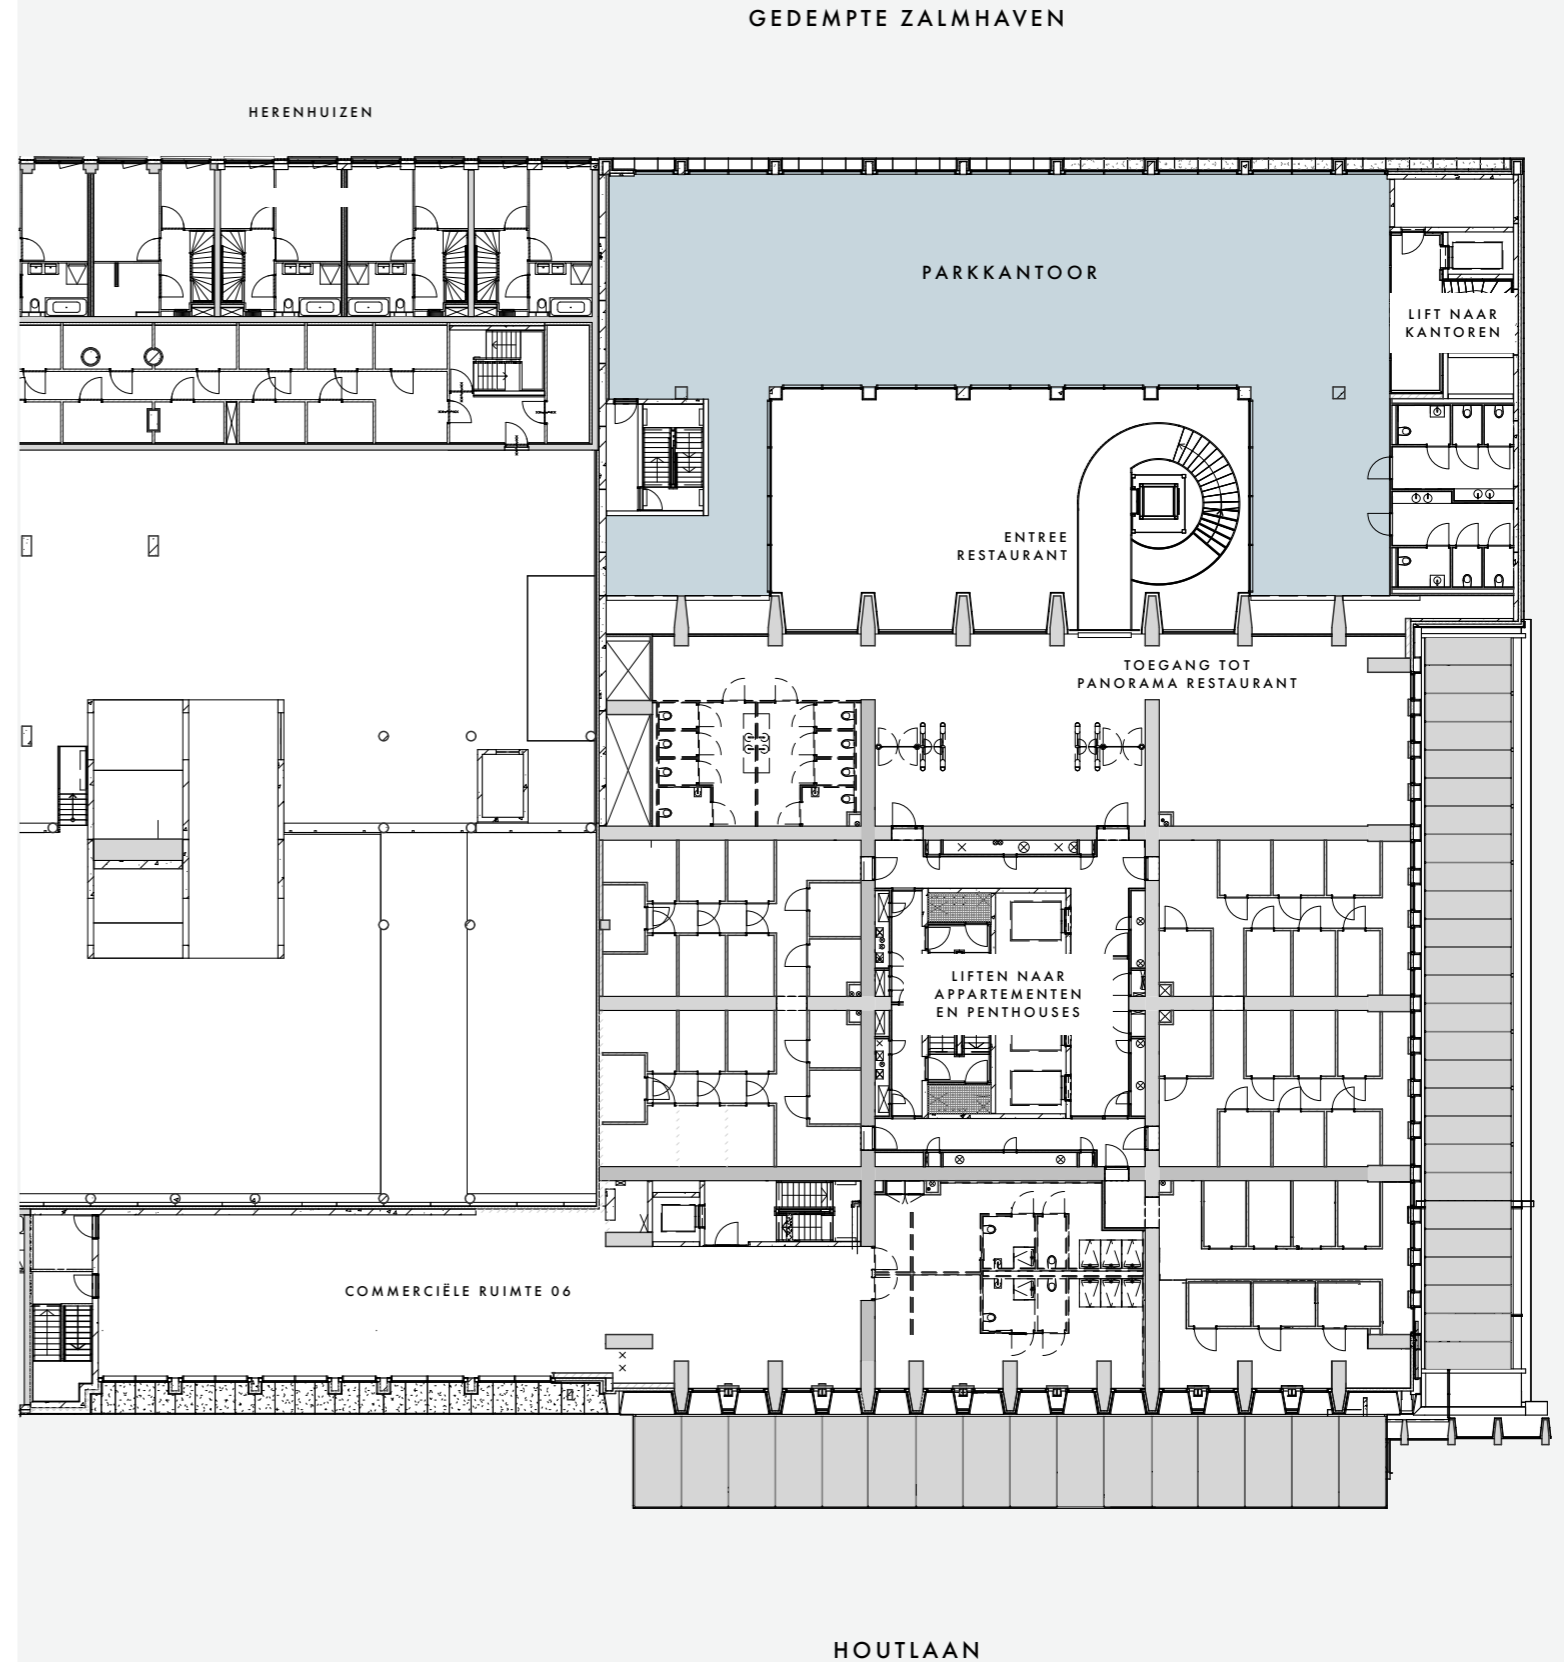 GEDEMPTE ZALMHAVEN
HERENHUIZEN
PARKKANTOOR
LIFT NAAR
KANTOREN
ENTREE
RESTAURANT
TOEGANG TOT
PANORAMA RESTAURANT
LIFTEN NAAR
APPARTEMENTEN
EN PENTHOUSES
COMMERCIËLE RUIMTE 06
HOUTLAAN